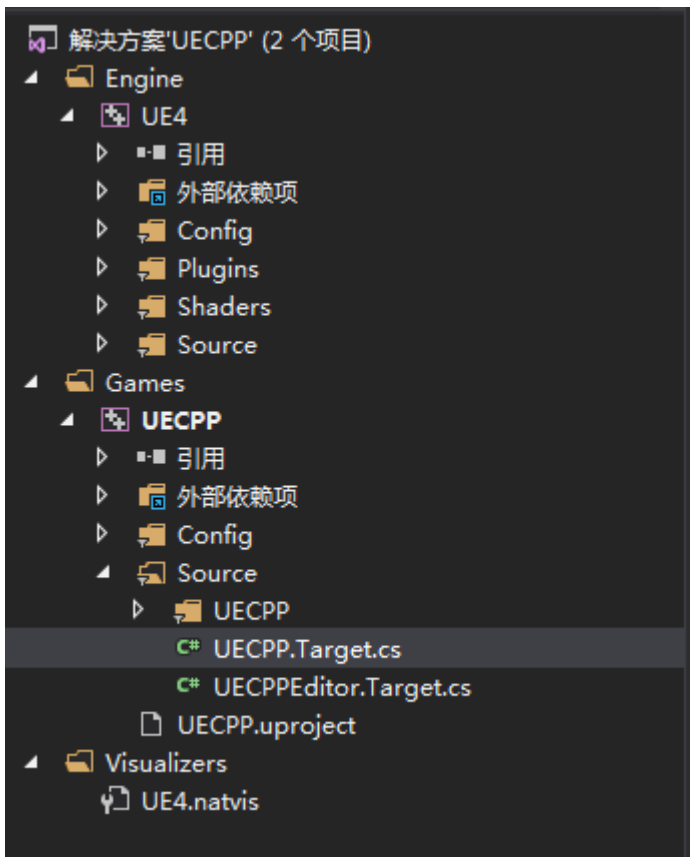 解决方案'UECPP' (2 个项目)
Engine
UE4
引用
外部依赖项
Config
Plugins
Shaders
Source
Games
UECPP
引用
外部依赖项
Config
Source
UECPP
C# UECPP.Target.cs
C# UECPPEditor.Target.cs
UECPP.uproject
Visualizers
UE4.natvis